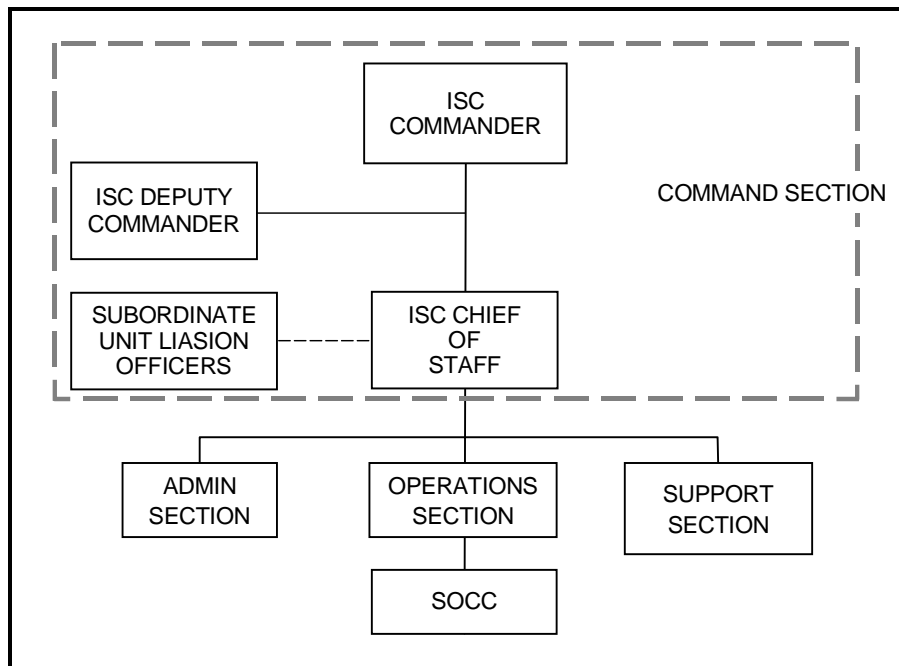 ISC
COMMANDER
ISC DEPUTY
COMMANDER
COMMAND SECTION
SUBORDINATE
UNIT LIASION
OFFICERS
ISC CHIEF
OF
STAFF
ADMIN
SECTION
OPERATIONS
SECTION
SUPPORT
SECTION
SOCC